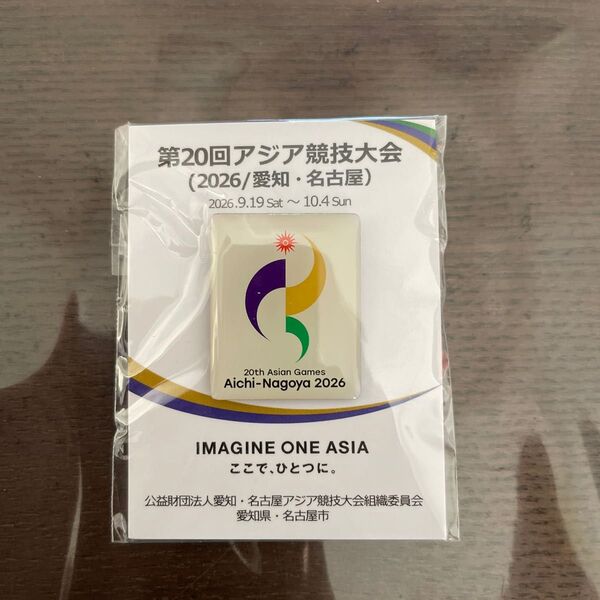 第20回アジア競技大会
(2026/愛知・名古屋)
2026.9.19 Sat ～ 10.4 Sun
20th Asian Games
Aichi-Nagoya 2026
IMAGINE ONE ASIA
ここで、ひとつに。
公益財団法人愛知・名古屋アジア競技大会組織委員会
愛知県・名古屋市